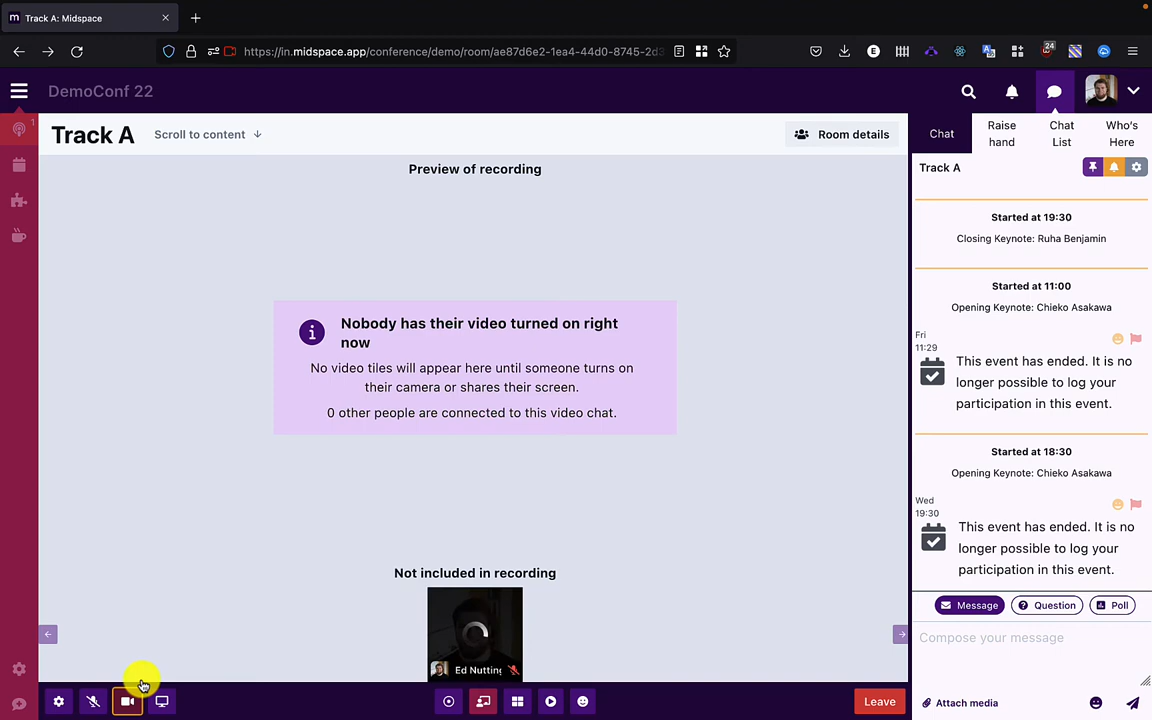 Track A: Midspace
https://in.midspace.app/conference/demo/room/ae87d6e2-1ea4-44d0-8745-2d3
24
DemoConf 22
1
Track A
Scroll to content
Room details
Preview of recording
Nobody has their video turned on right
now
No video tiles will appear here until someone turns on
their camera or shares their screen.
0 other people are connected to this video chat.
Not included in recording
Ed Nutting
Leave
Chat
Raise
hand
Chat
List
Who's
Here
Track A
Started at 19:30
Closing Keynote: Ruha Benjamin
Started at 11:00
Opening Keynote: Chieko Asakawa
Fri
11:29
This event has ended. It is no
longer possible to log your
participation in this event.
Started at 18:30
Opening Keynote: Chieko Asakawa
Wed
19:30
This event has ended. It is no
longer possible to log your
participation in this event.
Message
Question
Poll
Compose your message
Attach media